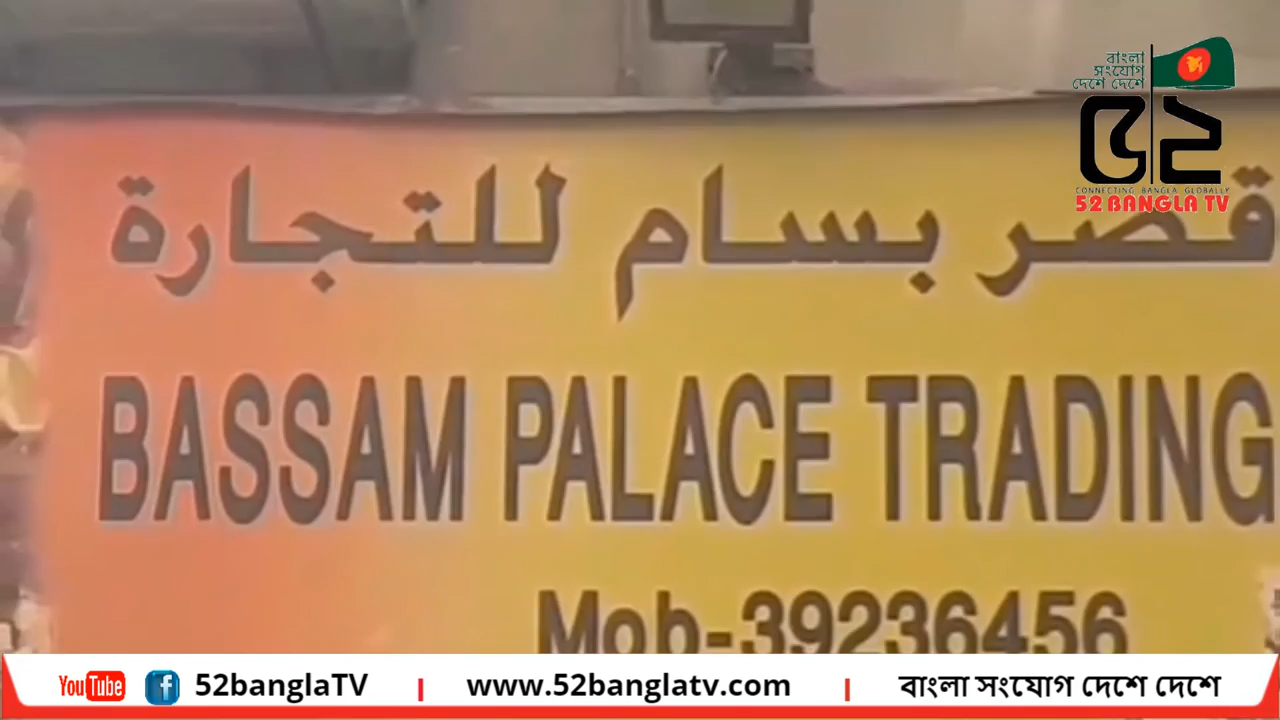 বাংলা
সংযোগ
দেশে দেশে
৫২
CONNECTING BANGLA GLOBALLY
52 BANGLA TV
قصر بسام للتجارة
BASSAM PALACE TRADING
Mob-39236456
YouTube f 52banglaTV | www.52banglatv.com | বাংলা সংযোগ দেশে দেশে